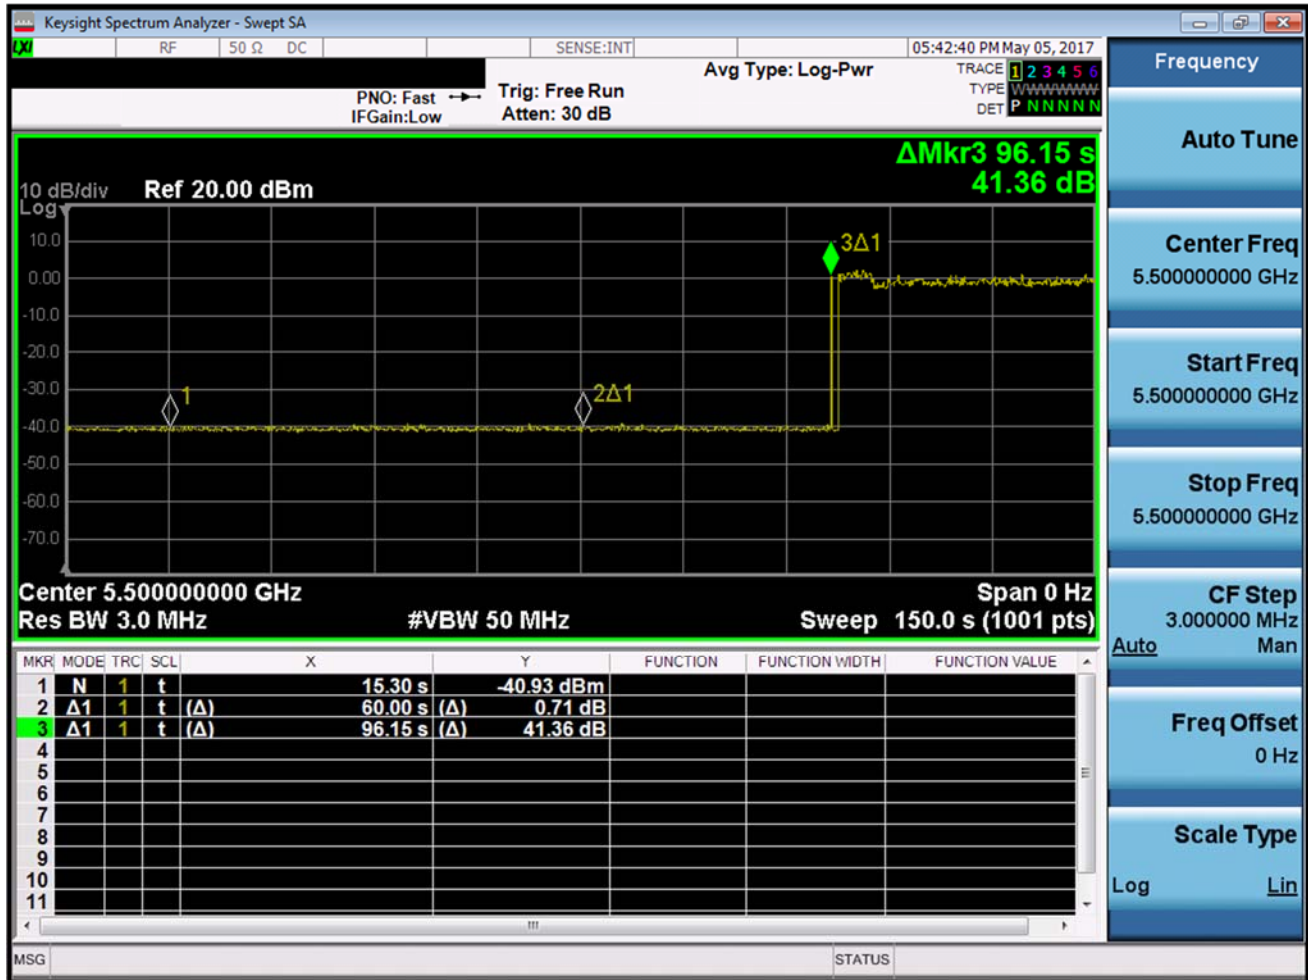 Keysight Spectrum Analyzer - Swept SA
LXI RF 50 Ω DC SENSE:INT 05:42:40 PM May 05, 2017
PNO: Fast
IFGain:Low
Trig: Free Run
Atten: 30 dB
Avg Type: Log-Pwr
TRACE 1 2 3 4 5 6
TYPE WWWWWW
DET P N N N N N
ΔMkr3 96.15 s
41.36 dB
10 dB/div Ref 20.00 dBm
Log
10.0
0.00
-10.0
-20.0
-30.0
-40.0
-50.0
-60.0
-70.0
1
2Δ1
3Δ1
Center 5.500000000 GHz Span 0 Hz
Res BW 3.0 MHz #VBW 50 MHz Sweep 150.0 s (1001 pts)
MKR MODE TRC SCL X Y FUNCTION FUNCTION WIDTH FUNCTION VALUE
1 N 1 t 15.30 s -40.93 dBm
2 Δ1 1 t (Δ) 60.00 s (Δ) 0.71 dB
3 Δ1 1 t (Δ) 96.15 s (Δ) 41.36 dB
4
5
6
7
8
9
10
11
MSG STATUS
Frequency
Auto Tune
Center Freq
5.500000000 GHz
Start Freq
5.500000000 GHz
Stop Freq
5.500000000 GHz
CF Step
3.000000 MHz
Auto Man
Freq Offset
0 Hz
Scale Type
Log Lin